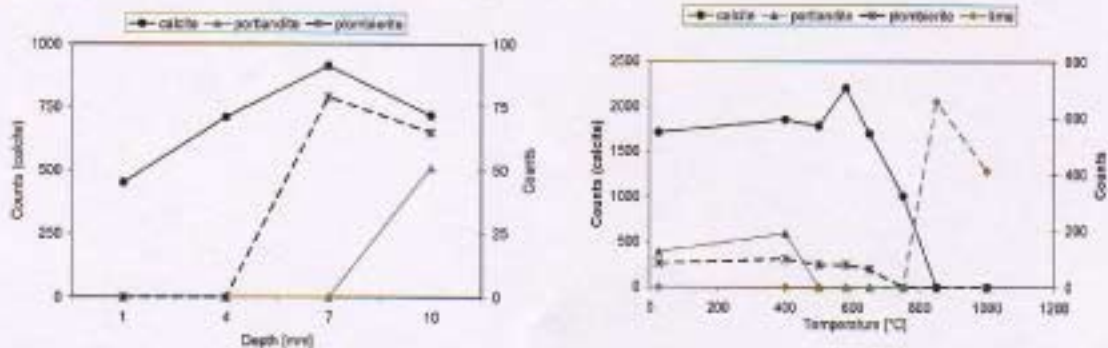 calcite portlandite plombierite
1000
750
500
250
0
Counts (calcite)
100
75
50
25
0
Counts
1 4 7 10
Depth [mm]
calcite portlandite plombierite lime
2500
2000
1500
1000
500
0
Counts (calcite)
800
600
400
200
0
Counts
0 200 400 600 800 1000 1200
Temperature [°C]